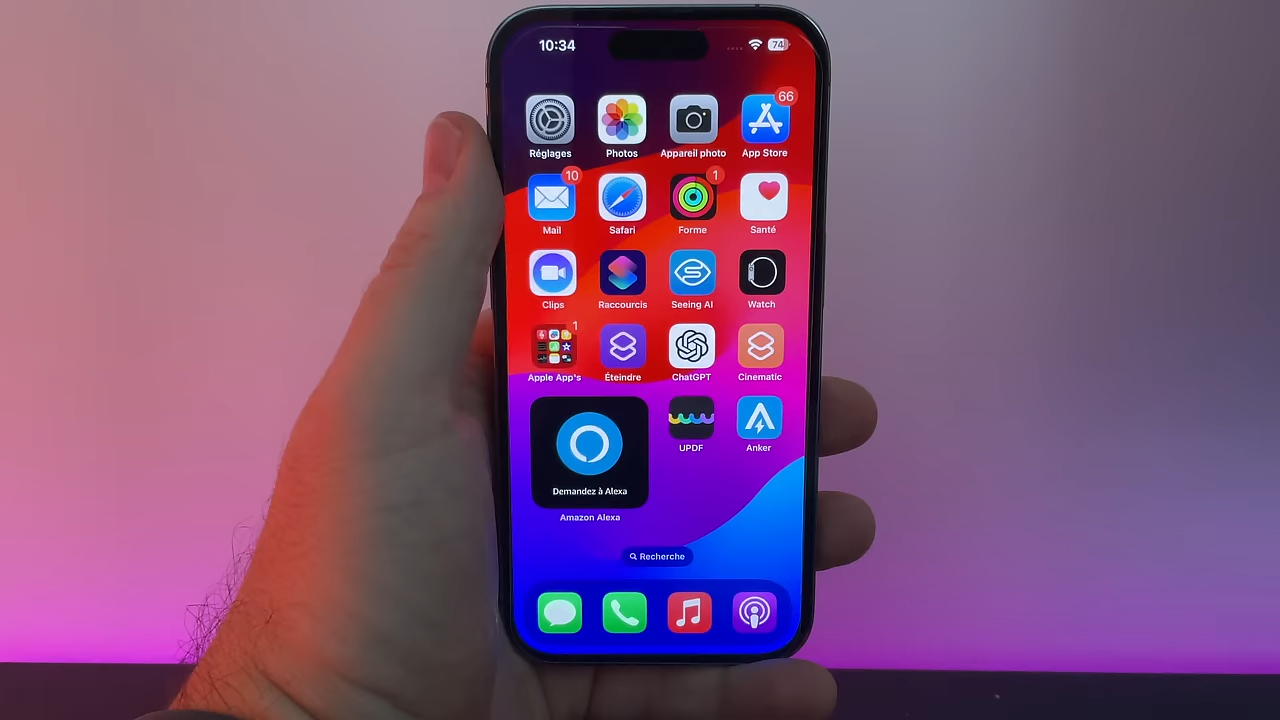 10:34
74
66
Réglages
Photos
Appareil photo
App Store
10
1
Mail
Safari
Forme
Santé
Clips
Raccourcis
Seeing AI
Watch
1
Apple App's
Éteindre
ChatGPT
Cinematic
UPDF
Anker
Demandez à Alexa
Amazon Alexa
Recherche